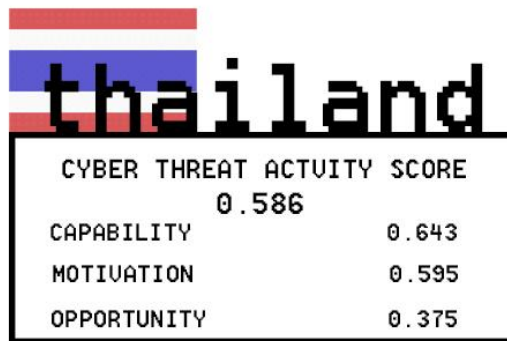 thailand
CYBER THREAT ACTVITY SCORE
0.586
CAPABILITY 0.643
MOTIVATION 0.595
OPPORTUNITY 0.375